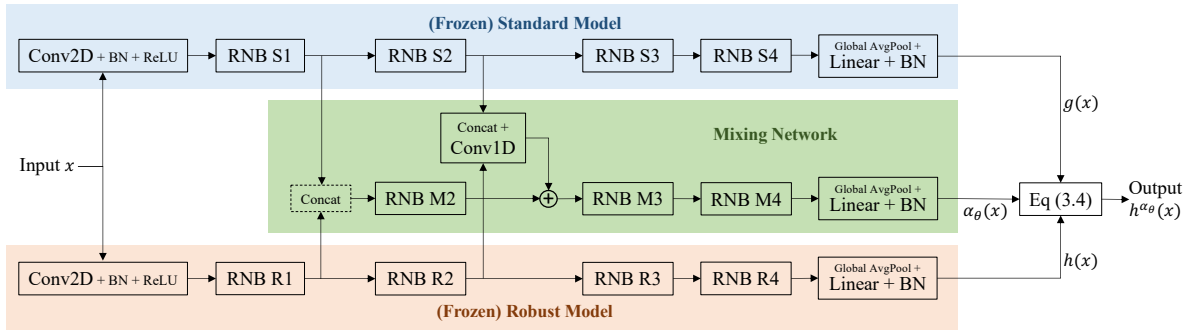 (Frozen) Standard Model
Conv2D + BN + ReLU
RNB S1
RNB S2
RNB S3
RNB S4
Global AvgPool +
Linear + BN
g(x)
Mixing Network
Concat +
Conv1D
Input x
Concat
RNB M2
+
RNB M3
RNB M4
Global AvgPool +
Linear + BN
α_θ(x)
Eq (3.4)
Output
h^{α_θ}(x)
Conv2D + BN + ReLU
RNB R1
RNB R2
RNB R3
RNB R4
Global AvgPool +
Linear + BN
h(x)
(Frozen) Robust Model